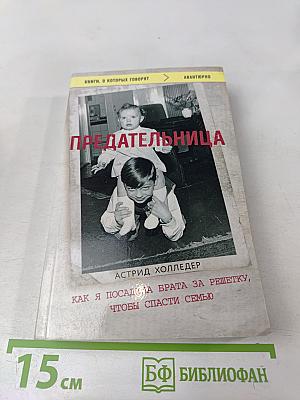 КНИГИ, О КОТОРЫХ ГОВОРЯТ > АВАНТЮРНО
ПРЕДАТЕЛЬНИЦА
АСТРИД ХОЛЛЕДЕР
КАК Я ПОСАДИЛА БРАТА ЗА РЕШЕТКУ,
ЧТОБЫ СПАСТИ СЕМЬЮ
15 см
БФ БИБЛИОФАН